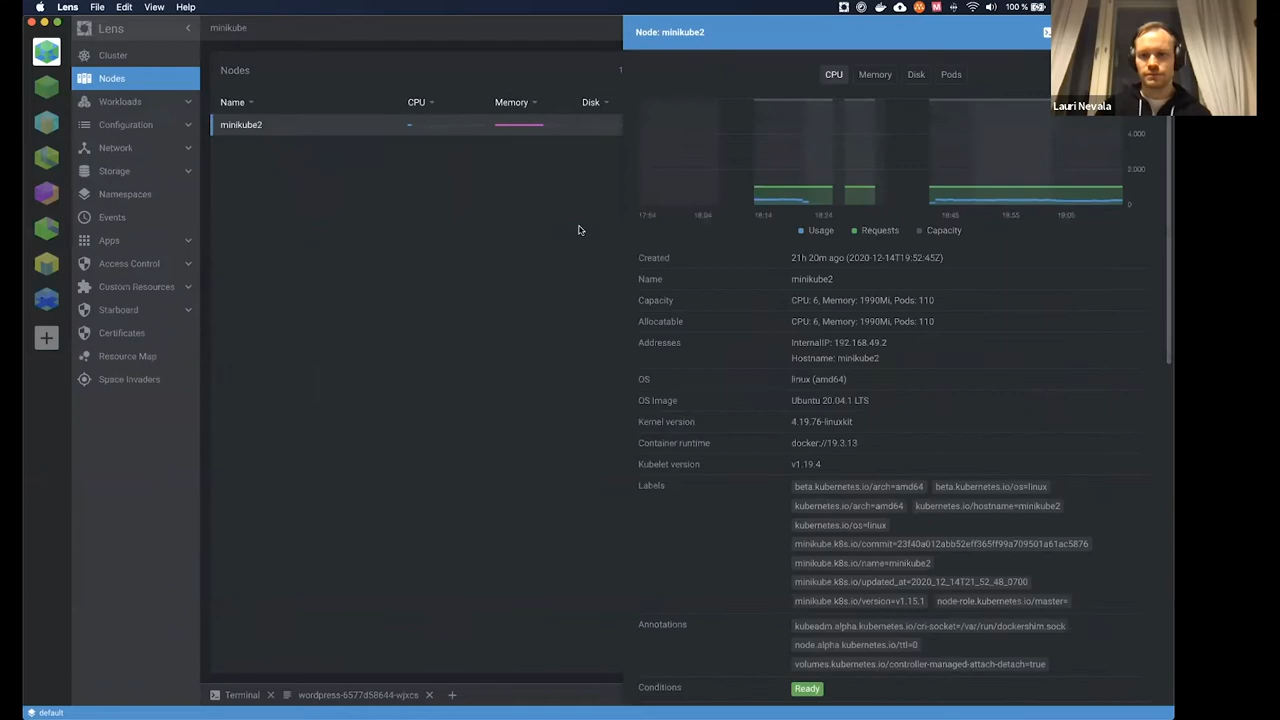 Lens File Edit View Window Help
100 %
Lens
minikube
Node: minikube2
Lauri Nevala
Cluster
Nodes
Workloads
Configuration
Network
Storage
Namespaces
Events
Apps
Access Control
Custom Resources
Starboard
Certificates
Resource Map
Space Invaders
Nodes 1
Name CPU Memory Disk
minikube2
CPU Memory Disk Pods
4.000
2.000
0
17:54 18:04 18:14 18:24 18:45 18:55 19:05
Usage Requests Capacity
Created 21h 20m ago (2020-12-14T19:52:45Z)
Name minikube2
Capacity CPU: 6, Memory: 1990Mi, Pods: 110
Allocatable CPU: 6, Memory: 1990Mi, Pods: 110
Addresses InternalIP: 192.168.49.2
Hostname: minikube2
OS linux (amd64)
OS Image Ubuntu 20.04.1 LTS
Kernel version 4.19.76-linuxkit
Container runtime docker://19.3.13
Kubelet version v1.19.4
Labels beta.kubernetes.io/arch=amd64 beta.kubernetes.io/os=linux
kubernetes.io/arch=amd64 kubernetes.io/hostname=minikube2
kubernetes.io/os=linux
minikube.k8s.io/commit=23f40a012abb52eff365ff99a709501a61ac5876
minikube.k8s.io/name=minikube2
minikube.k8s.io/updated_at=2020_12_14T21_52_48_0700
minikube.k8s.io/version=v1.15.1 node-role.kubernetes.io/master=
Annotations kubeadm.alpha.kubernetes.io/cri-socket=/var/run/dockershim.sock
node.alpha.kubernetes.io/ttl=0
volumes.kubernetes.io/controller-managed-attach-detach=true
Conditions Ready
Terminal wordpress-6577d58644-wjxcs
default